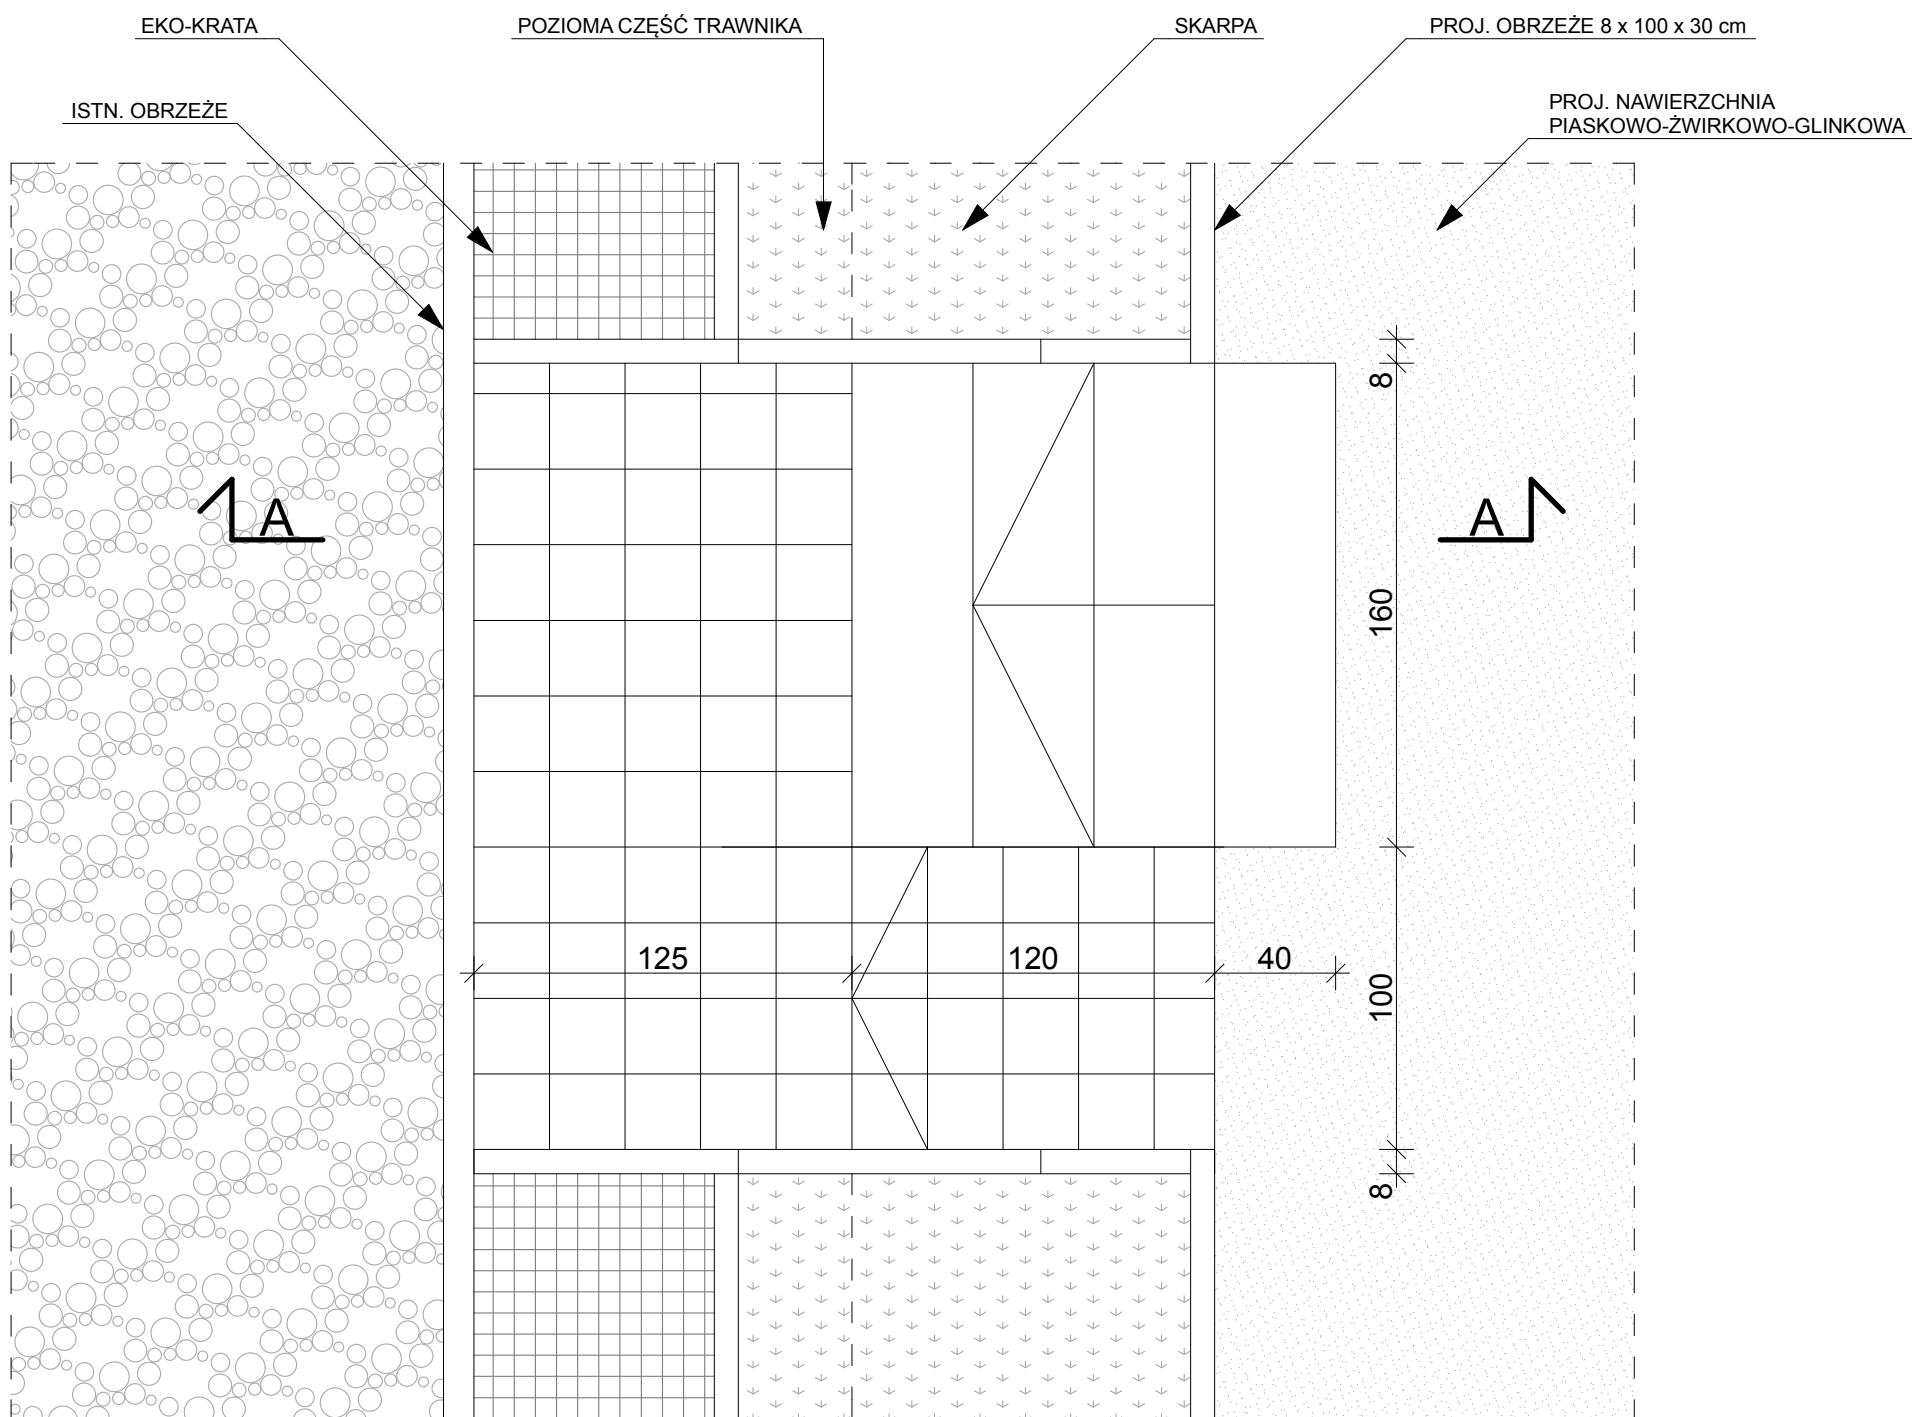 EKO-KRATA
POZIOMA CZĘŚĆ TRAWNIKA
SKARPA
PROJ. OBRZEŻE 8 x 100 x 30 cm
ISTN. OBRZEŻE
PROJ. NAWIERZCHNIA
PIASKOWO-ŻWIRKOWO-GLINKOWA
8
A
A
160
125
120
40
100
8